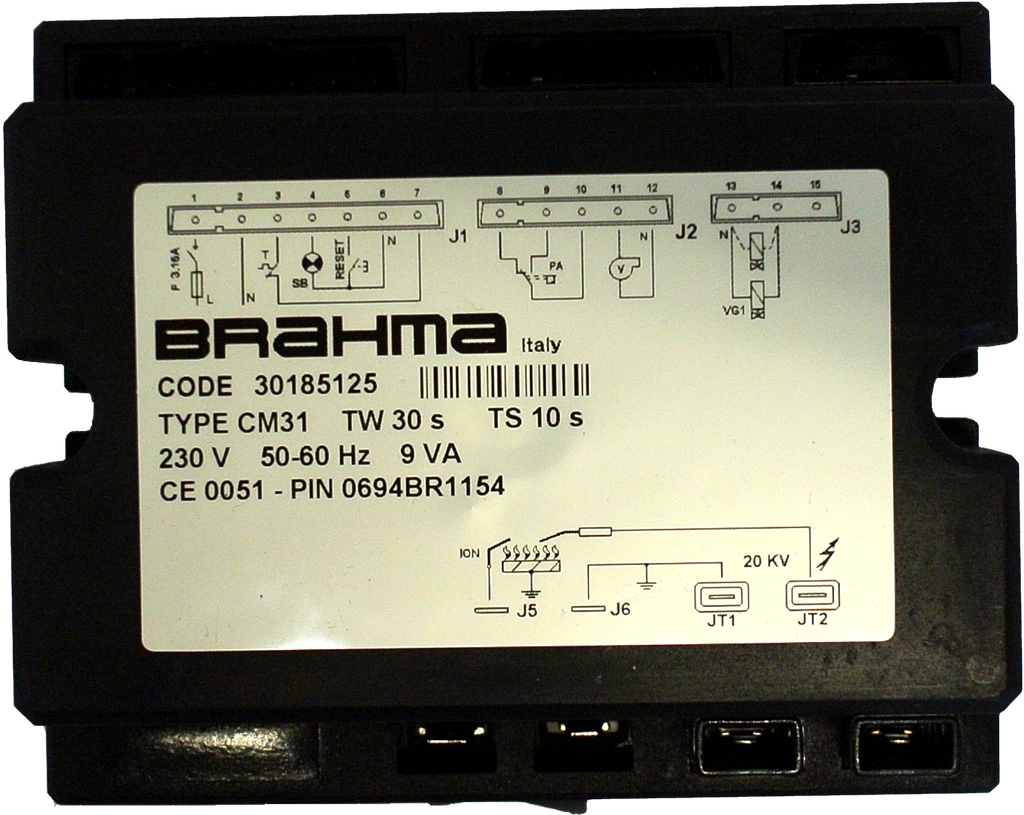 1 2 3 4 5 6 7 J1
8 9 10 11 12 J2
13 14 15 J3
F 3.16A L N T SB RESET N
PA V N
N VG1
BRAHMA Italy
CODE 30185125
TYPE CM31 TW 30 s TS 10 s
230 V 50-60 Hz 9 VA
CE 0051 - PIN 0694BR1154
ION 20 KV
J5 J6 JT1 JT2